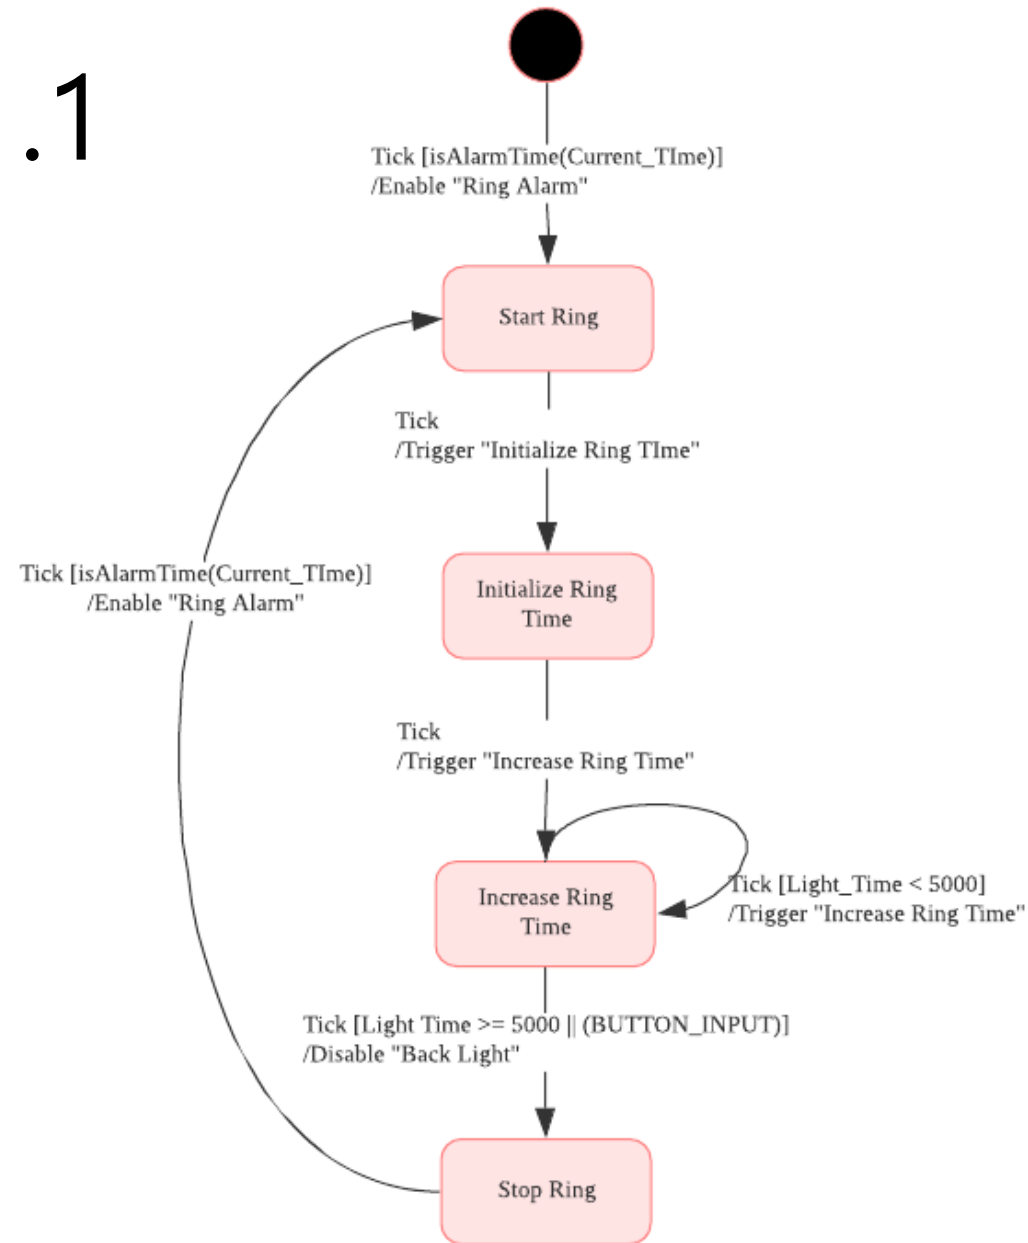 .1
Tick [isAlarmTime(Current_TIme)]
/Enable "Ring Alarm"
Start Ring
Tick
/Trigger "Initialize Ring TIme"
Tick [isAlarmTime(Current_TIme)]
/Enable "Ring Alarm"
Initialize Ring
Time
Tick
/Trigger "Increase Ring Time"
Increase Ring
Time
Tick [Light_Time < 5000]
/Trigger "Increase Ring Time"
Tick [Light Time >= 5000 || (BUTTON_INPUT)]
/Disable "Back Light"
Stop Ring